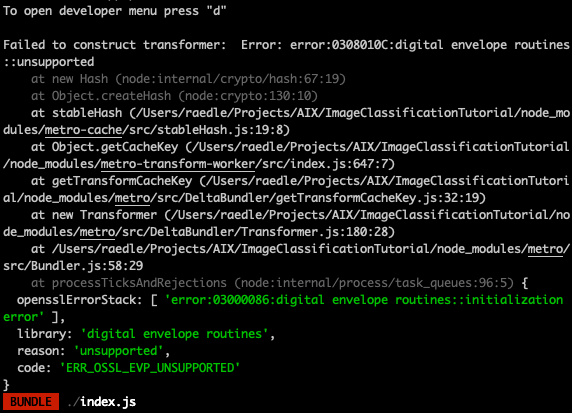 To open developer menu press "d"
Failed to construct transformer:  Error: error:0308010C:digital envelope routines
::unsupported
    at new Hash (node:internal/crypto/hash:67:19)
    at Object.createHash (node:crypto:130:10)
    at stableHash (/Users/raedle/Projects/AIX/ImageClassificationTutorial/node_mo
dules/metro-cache/src/stableHash.js:19:8)
    at Object.getCacheKey (/Users/raedle/Projects/AIX/ImageClassificationTutorial
/node_modules/metro-transform-worker/src/index.js:647:7)
    at getTransformCacheKey (/Users/raedle/Projects/AIX/ImageClassificationTutori
al/node_modules/metro/src/DeltaBundler/getTransformCacheKey.js:32:19)
    at new Transformer (/Users/raedle/Projects/AIX/ImageClassificationTutorial/no
de_modules/metro/src/DeltaBundler/Transformer.js:180:28)
    at /Users/raedle/Projects/AIX/ImageClassificationTutorial/node_modules/metro/
src/Bundler.js:58:29
    at processTicksAndRejections (node:internal/process/task_queues:96:5) {
  opensslErrorStack: [ 'error:03000086:digital envelope routines::initialization
error' ],
  library: 'digital envelope routines',
  reason: 'unsupported',
  code: 'ERR_OSSL_EVP_UNSUPPORTED'
}
BUNDLE ./index.js